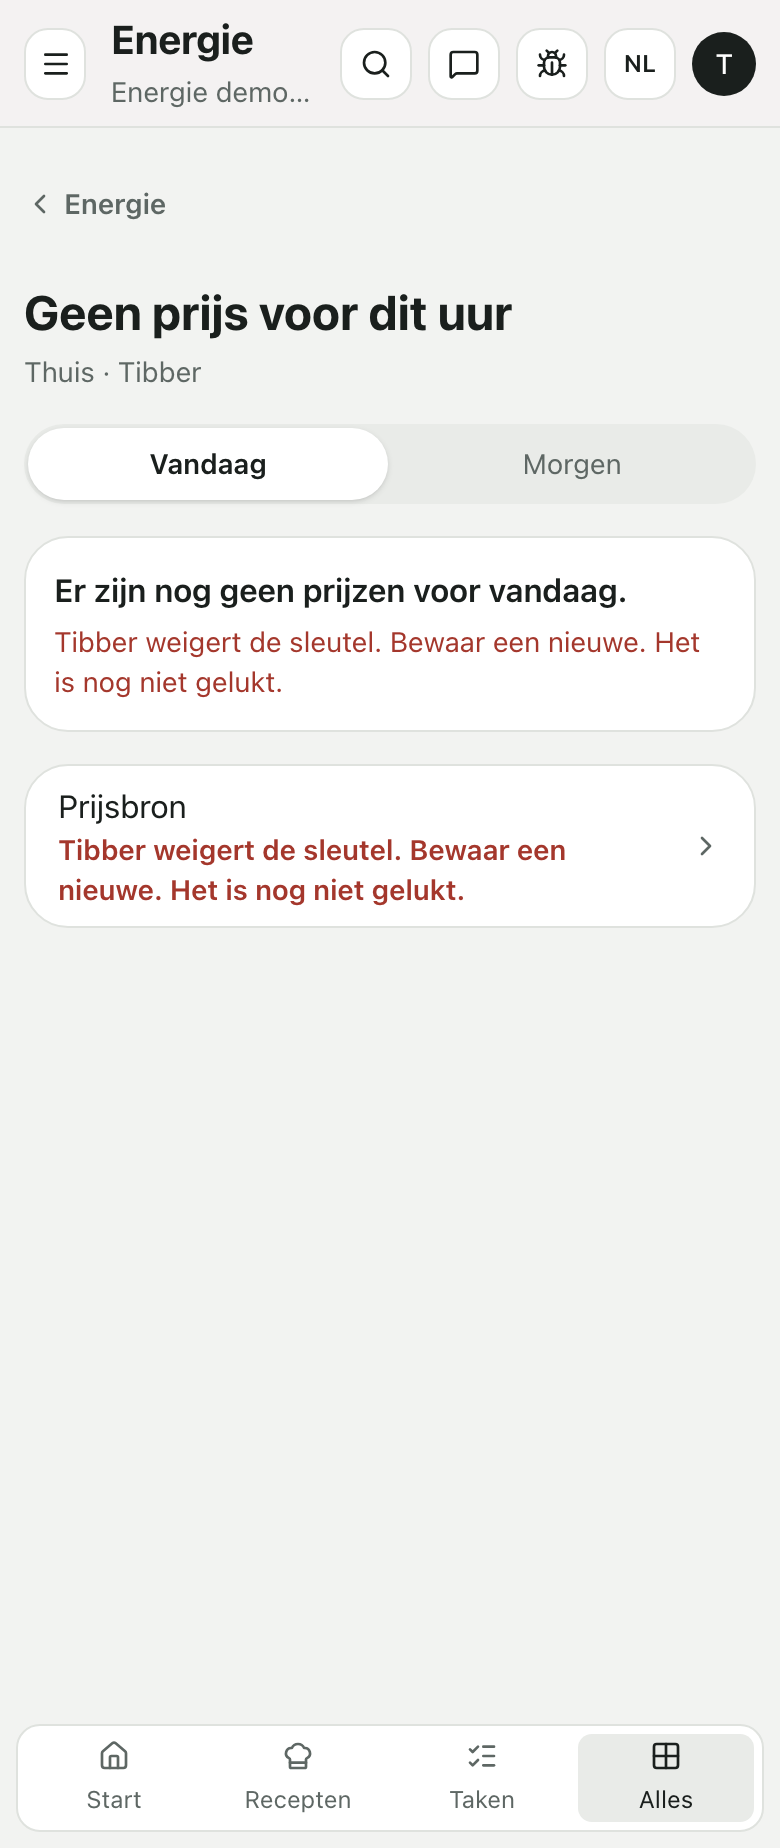 Energie
Energie demo...
NL
T
Energie
Geen prijs voor dit uur
Thuis · Tibber
Vandaag
Morgen
Er zijn nog geen prijzen voor vandaag.
Tibber weigert de sleutel. Bewaar een nieuwe. Het
is nog niet gelukt.
Prijsbron
Tibber weigert de sleutel. Bewaar een
nieuwe. Het is nog niet gelukt.
Start
Recepten
Taken
Alles